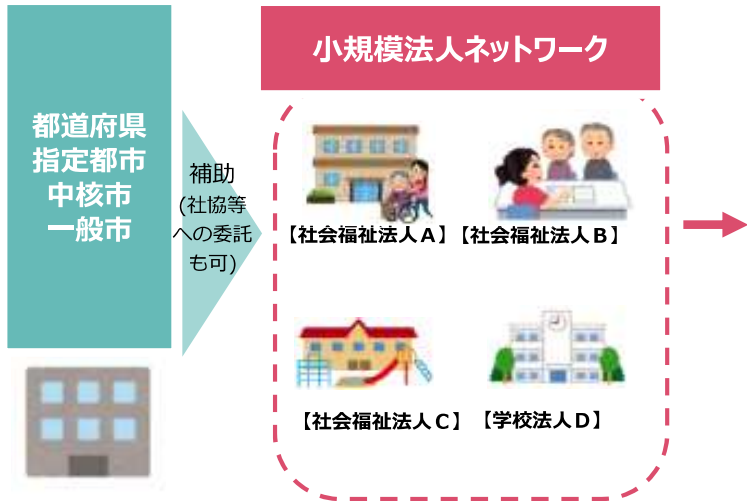 都道府県
指定都市
中核市
一般市
補助
(社協等
への委託
も可)
小規模法人ネットワーク
【社会福祉法人A】
【社会福祉法人B】
【社会福祉法人C】
【学校法人D】